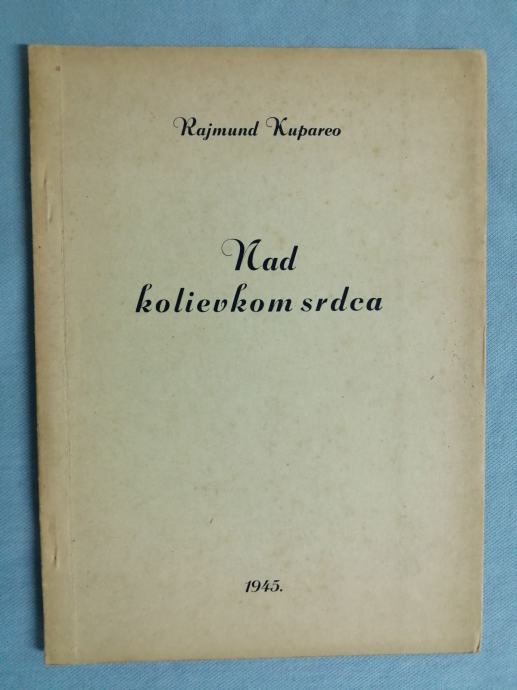 Rajmund Kupareo
Nad
kolievkom srdca
1945.